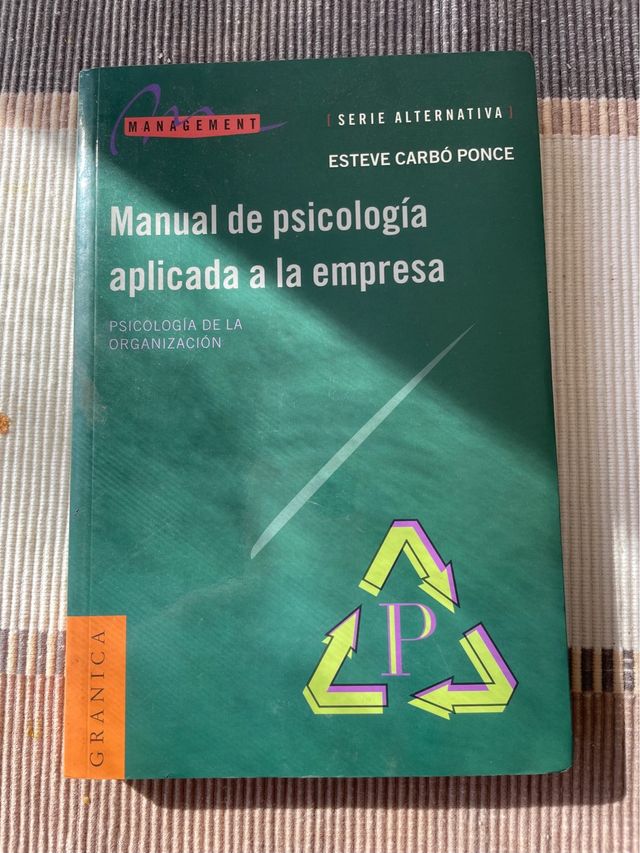 MANAGEMENT
[SERIE ALTERNATIVA]
ESTEVE CARBÓ PONCE
Manual de psicología
aplicada a la empresa
PSICOLOGÍA DE LA
ORGANIZACIÓN
P
GRANICA